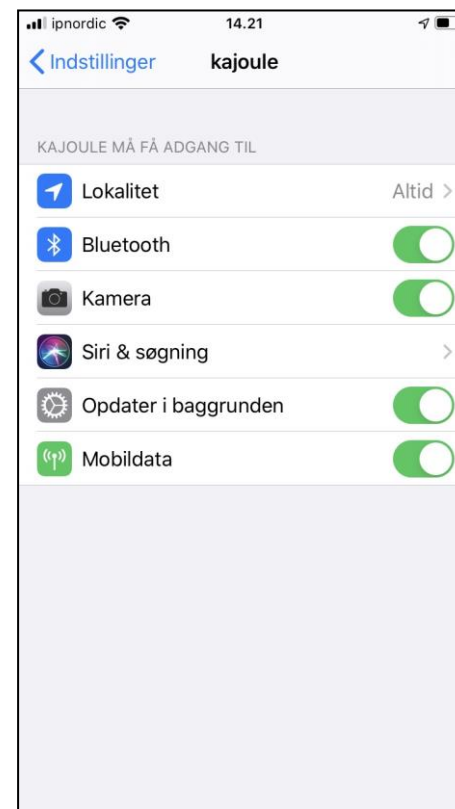 ipnordic 14.21
Indstillinger kajoule
KAJOULE MÅ FÅ ADGANG TIL
Lokalitet Altid
Bluetooth
Kamera
Siri & søgning
Opdater i baggrunden
Mobildata